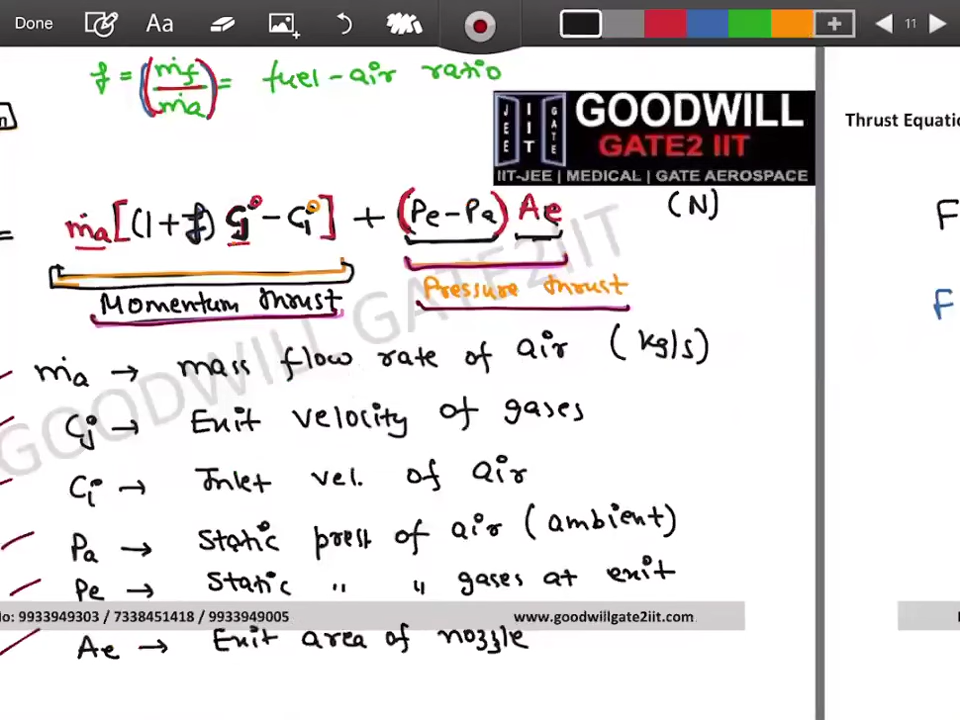 Done Aa 11
f = (ṁf/ṁa) = fuel-air ratio
n
JEE IIT GATE GOODWILL
GATE2 IIT
IIT-JEE | MEDICAL | GATE AEROSPACE
Thrust Equatio
= ṁa[(1+f) Cj - Ci] + (Pe-Pa) Ae (N)
F
Momentum thrust Pressure thrust
F
ṁa → mass flow rate of air (kg/s)
Cj → Exit velocity of gases
Ci → Inlet vel. of air
Pa → Static press of air (ambient)
Pe → Static " " gases at exit
No: 9933949303 / 7338451418 / 9933949005 www.goodwillgate2iit.com
Ae → Exit area of nozzle
GOODWILL GATE2IIT